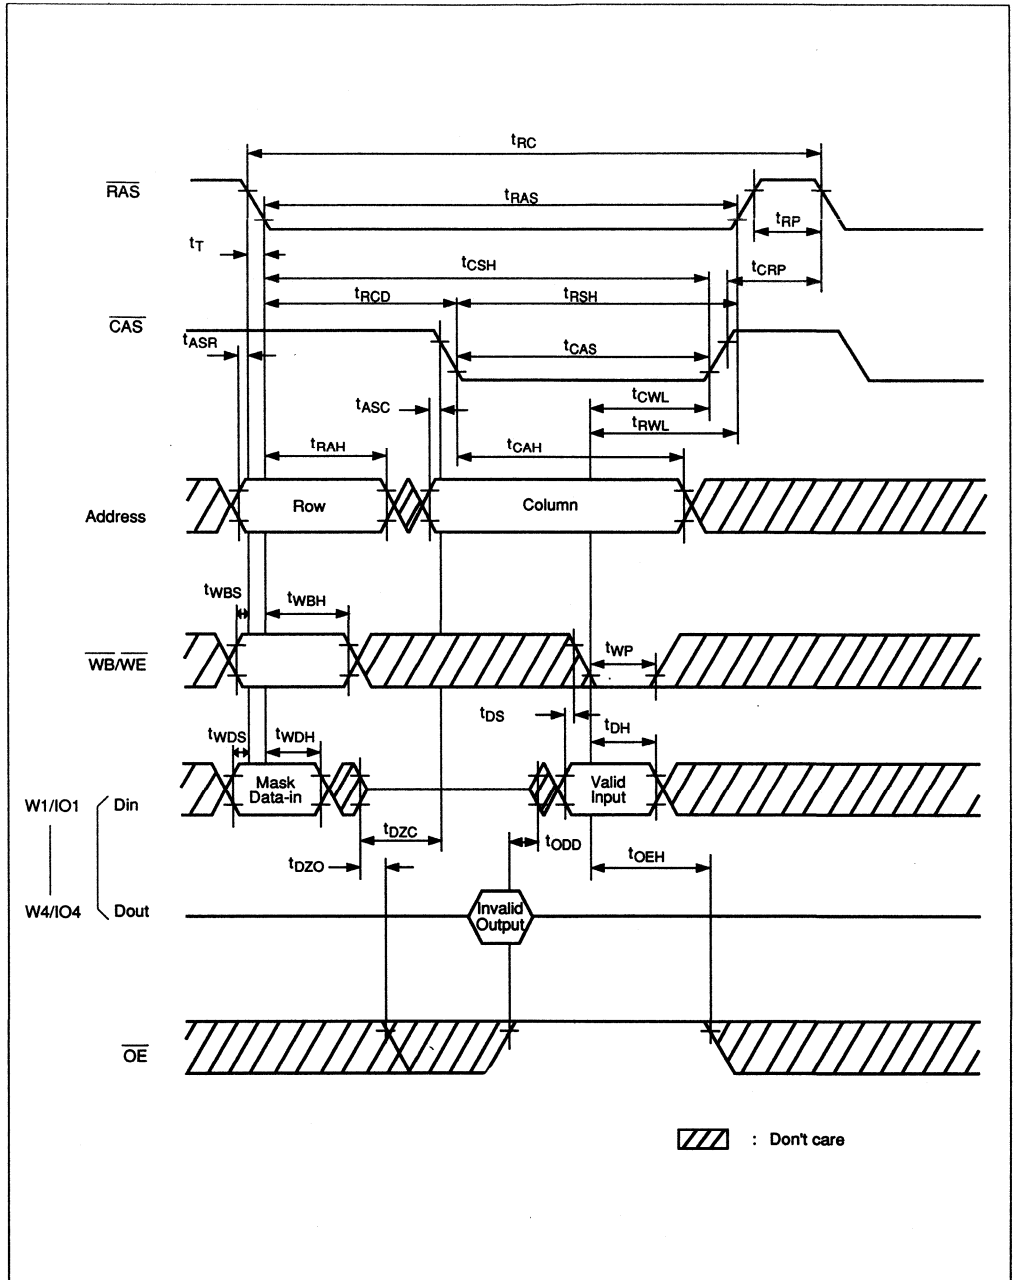 tRC
RAS
tRAS
tRP
tT
tCSH
tCRP
tRCD
tRSH
CAS
tASR
tCAS
tCWL
tASC
tRWL
tRAH
tCAH
Address
Row
Column
tWBS
tWBH
WB/WE
tWP
tDS
tDH
tWDS
tWDH
Mask
Data-in
Valid
Input
W1/IO1
Din
tDZC
tODD
tDZO
tOEH
W4/IO4
Dout
Invalid
Output
OE
: Don't care